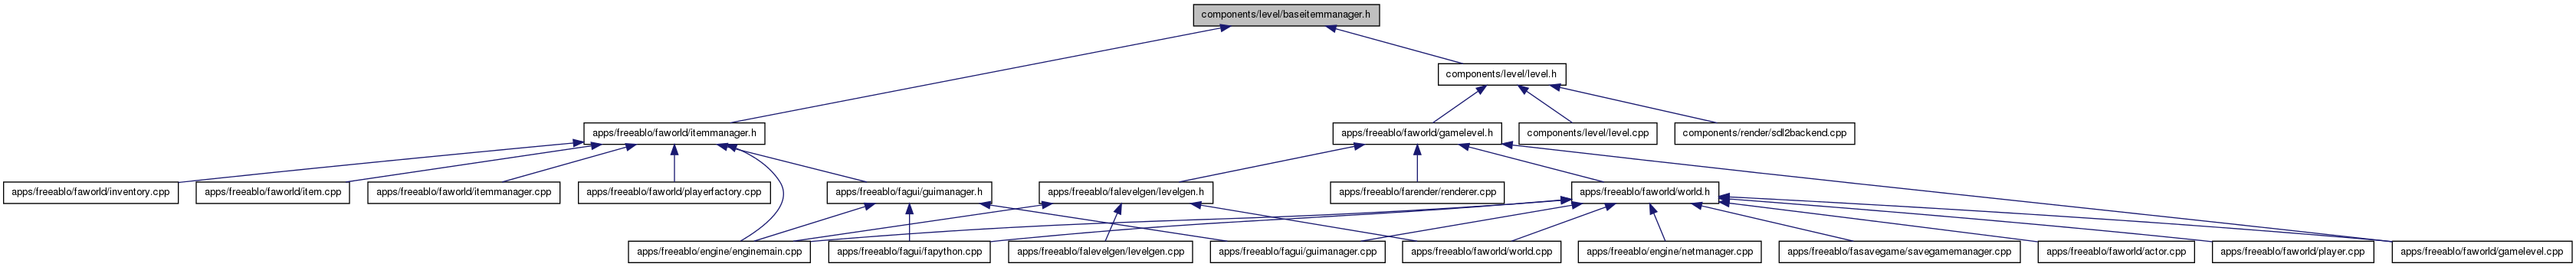 components/level/baseitemmanager.h
components/level/level.h
apps/freeablo/faworld/itemmanager.h
apps/freeablo/faworld/gamelevel.h
components/level/level.cpp
components/render/sdl2backend.cpp
apps/freeablo/faworld/inventory.cpp
apps/freeablo/faworld/item.cpp
apps/freeablo/faworld/itemmanager.cpp
apps/freeablo/faworld/playerfactory.cpp
apps/freeablo/fagui/guimanager.h
apps/freeablo/falevelgen/levelgen.h
apps/freeablo/farender/renderer.cpp
apps/freeablo/faworld/world.h
apps/freeablo/engine/enginemain.cpp
apps/freeablo/fagui/fapython.cpp
apps/freeablo/falevelgen/levelgen.cpp
apps/freeablo/fagui/guimanager.cpp
apps/freeablo/faworld/world.cpp
apps/freeablo/engine/netmanager.cpp
apps/freeablo/fasavegame/savegamemanager.cpp
apps/freeablo/faworld/actor.cpp
apps/freeablo/faworld/player.cpp
apps/freeablo/faworld/gamelevel.cpp